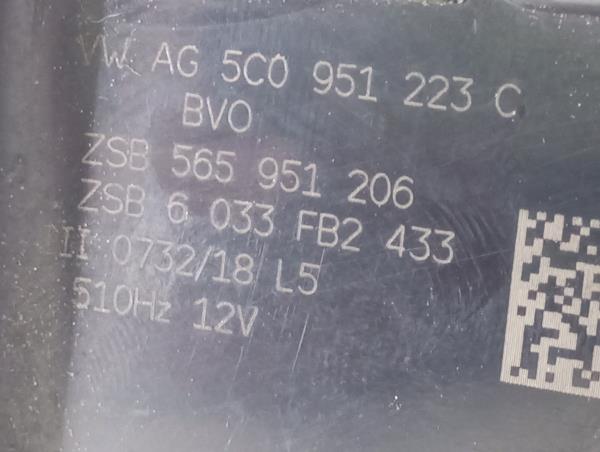 VW AG 5C0 951 223 C
BVO
ZSB 565 951 206
ZSB 6 033 FB2 433
II 0732/18 L5
510Hz 12V